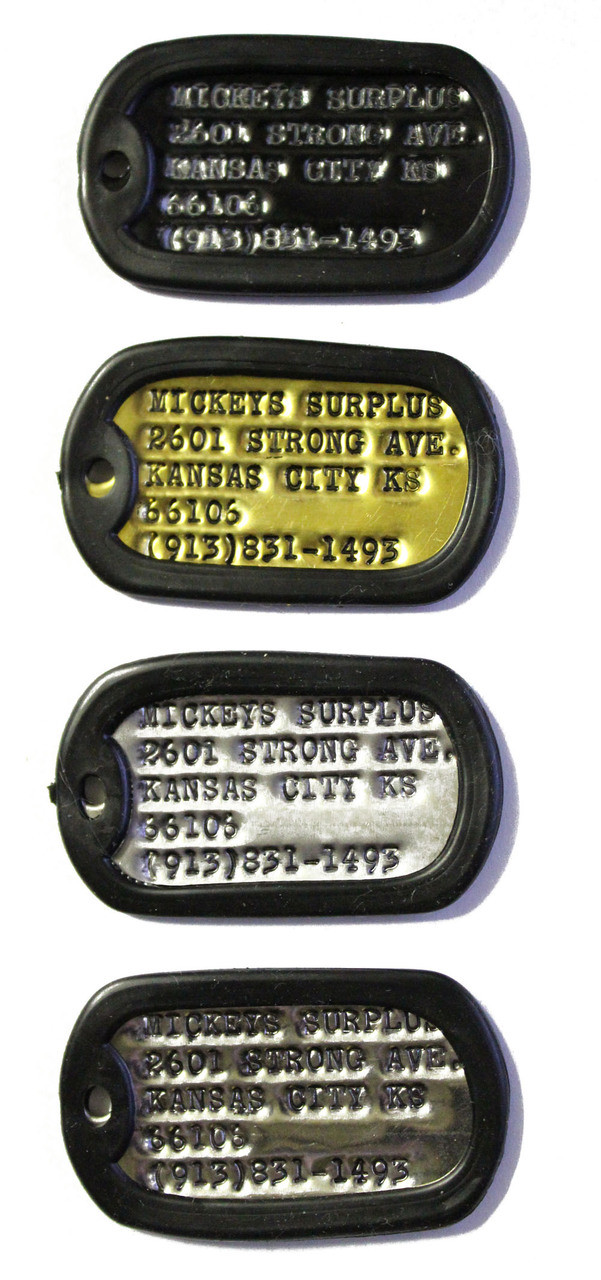 MICKEYS SURPLUS
2601 STRONG AVE.
KANSAS CITY KS
66106
(913)831-1493
MICKEYS SURPLUS
2601 STRONG AVE.
KANSAS CITY KS
66106
(913)831-1493
MICKEYS SURPLUS
2601 STRONG AVE.
KANSAS CITY KS
66106
(913)831-1493
MICKEYS SURPLUS
2601 STRONG AVE.
KANSAS CITY KS
66106
(913)831-1493